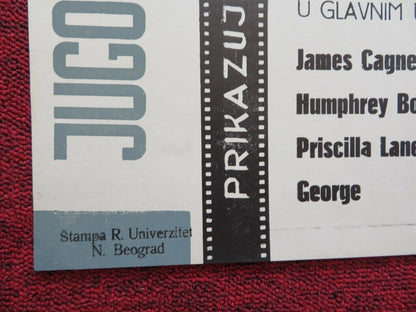 JUGO
PRIKAZUJ
U GLAVNIM
James Cagne
Humphrey Bo
Priscilla Lane
George
Štampa R. Univerzitet
N. Beograd